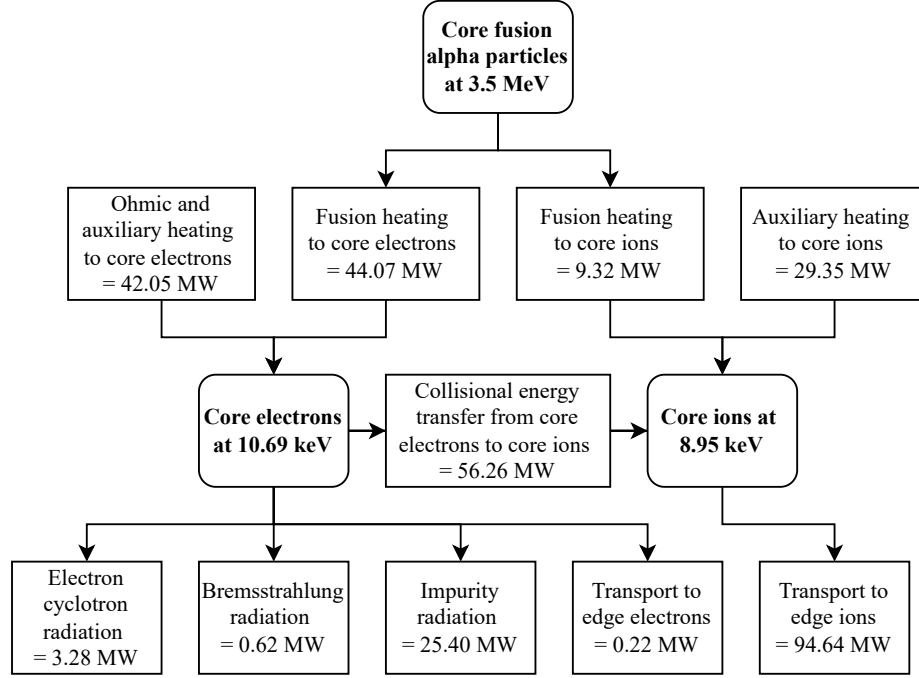 Core fusion
alpha particles
at 3.5 MeV
Ohmic and
auxiliary heating
to core electrons
= 42.05 MW
Fusion heating
to core electrons
= 44.07 MW
Fusion heating
to core ions
= 9.32 MW
Auxiliary heating
to core ions
= 29.35 MW
Core electrons
at 10.69 keV
Collisional energy
transfer from core
electrons to core ions
= 56.26 MW
Core ions at
8.95 keV
Electron
cyclotron
radiation
= 3.28 MW
Bremsstrahlung
radiation
= 0.62 MW
Impurity
radiation
= 25.40 MW
Transport to
edge electrons
= 0.22 MW
Transport to
edge ions
= 94.64 MW